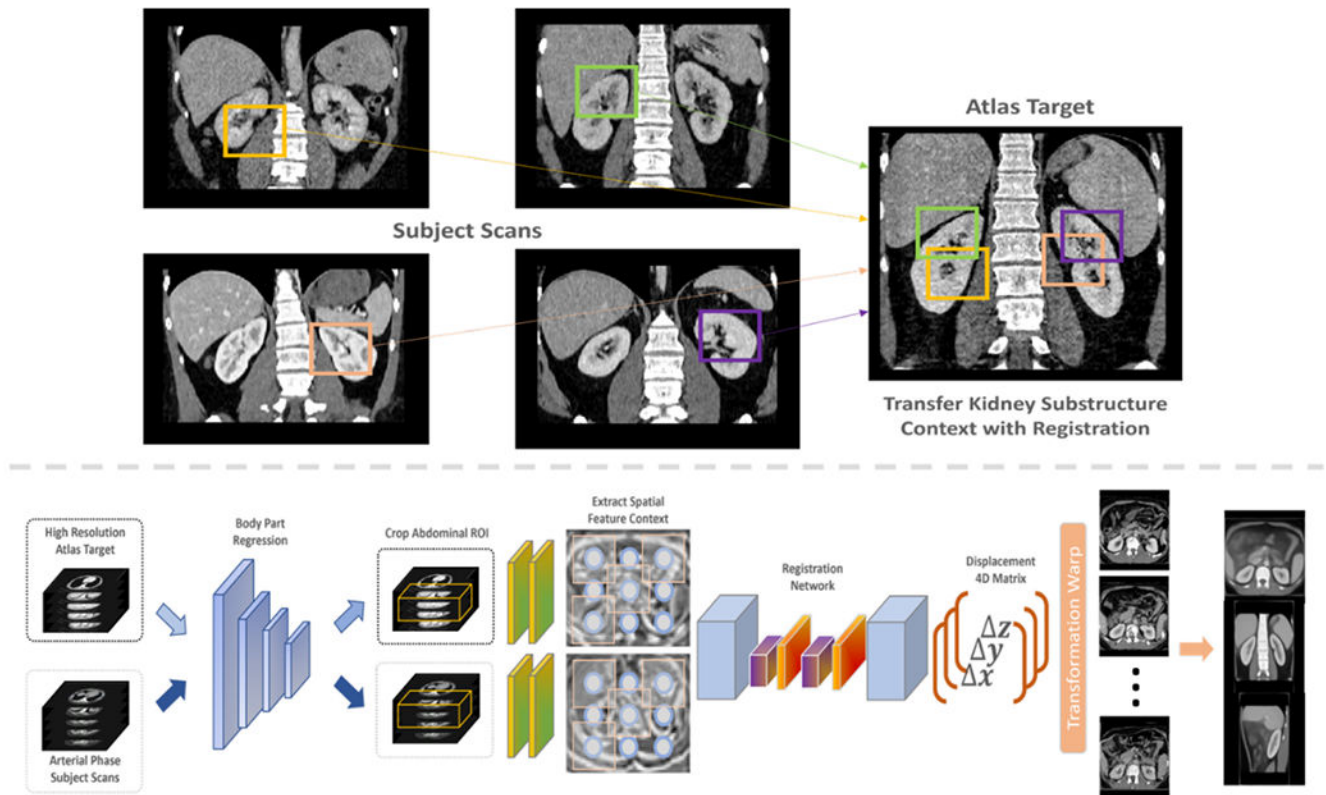 Atlas Target
Subject Scans
Transfer Kidney Substructure
Context with Registration
High Resolution
Atlas Target
Body Part
Regression
Crop Abdominal ROI
Extract Spatial
Feature Context
Registration
Network
Displacement
4D Matrix
Δz
Δy
Δx
Transformation Warp
Arterial Phase
Subject Scans